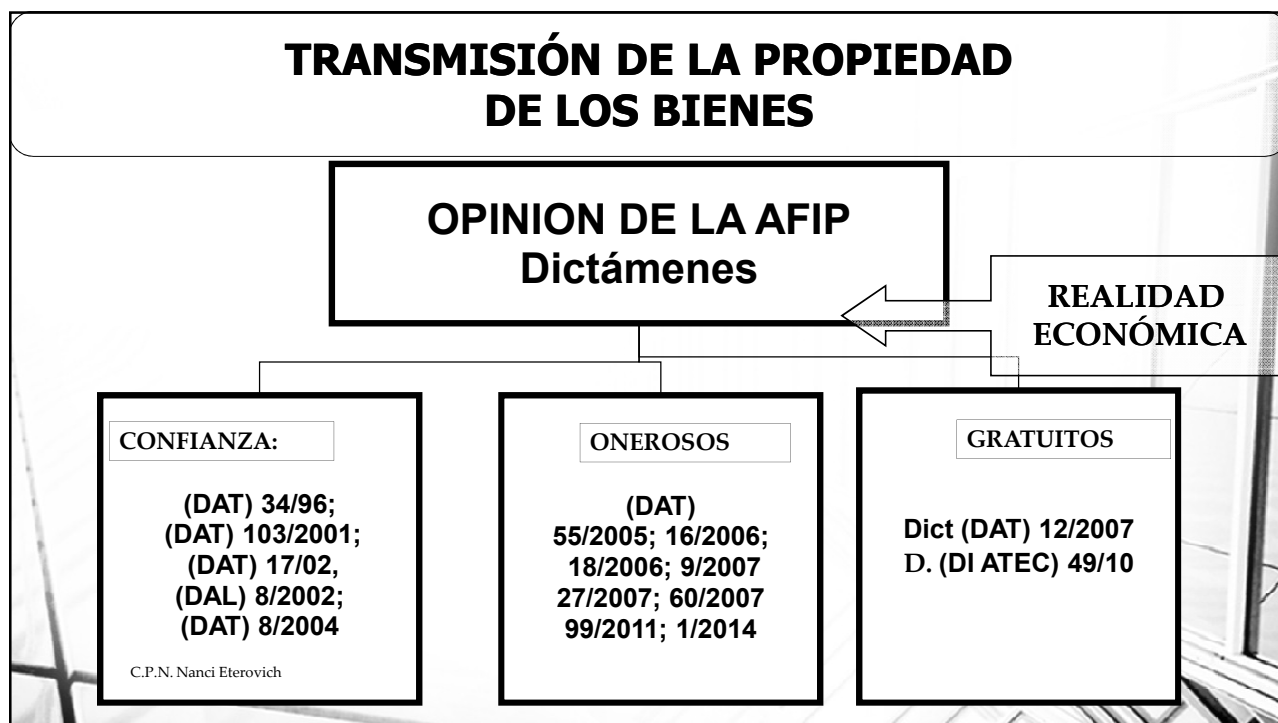 TRANSMISIÓN DE LA PROPIEDAD
DE LOS BIENES
OPINION DE LA AFIP
Dictámenes
REALIDAD
ECONÓMICA
CONFIANZA:
(DAT) 34/96;
(DAT) 103/2001;
(DAT) 17/02,
(DAL) 8/2002;
(DAT) 8/2004
C.P.N. Nanci Eterovich
ONEROSOS
(DAT)
55/2005; 16/2006;
18/2006; 9/2007
27/2007; 60/2007
99/2011; 1/2014
GRATUITOS
Dict (DAT) 12/2007
D. (DI ATEC) 49/10